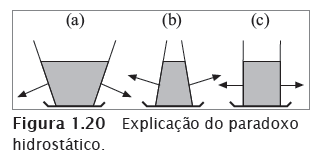 (a) (b) (c)
Figura 1.20 Explicação do paradoxo
hidrostático.